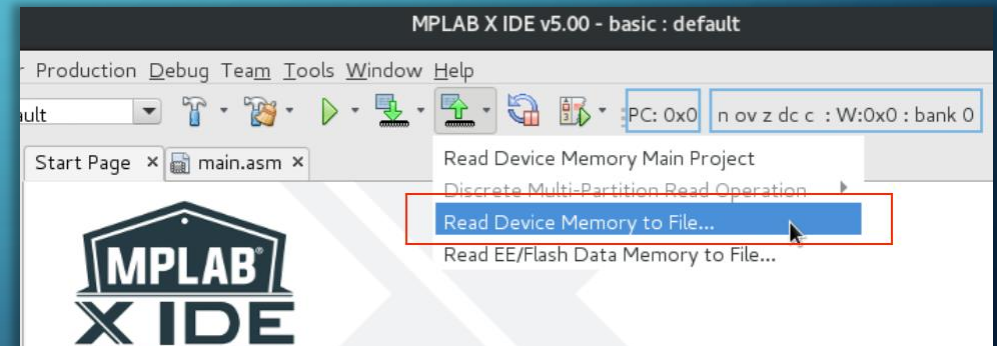 MPLAB X IDE v5.00 - basic : default
Production Debug Team Tools Window Help
ault PC: 0x0 n ov z dc c : W:0x0 : bank 0
Start Page × main.asm ×
Read Device Memory Main Project
Discrete Multi-Partition Read Operation
Read Device Memory to File...
Read EE/Flash Data Memory to File...
MPLAB®
X IDE